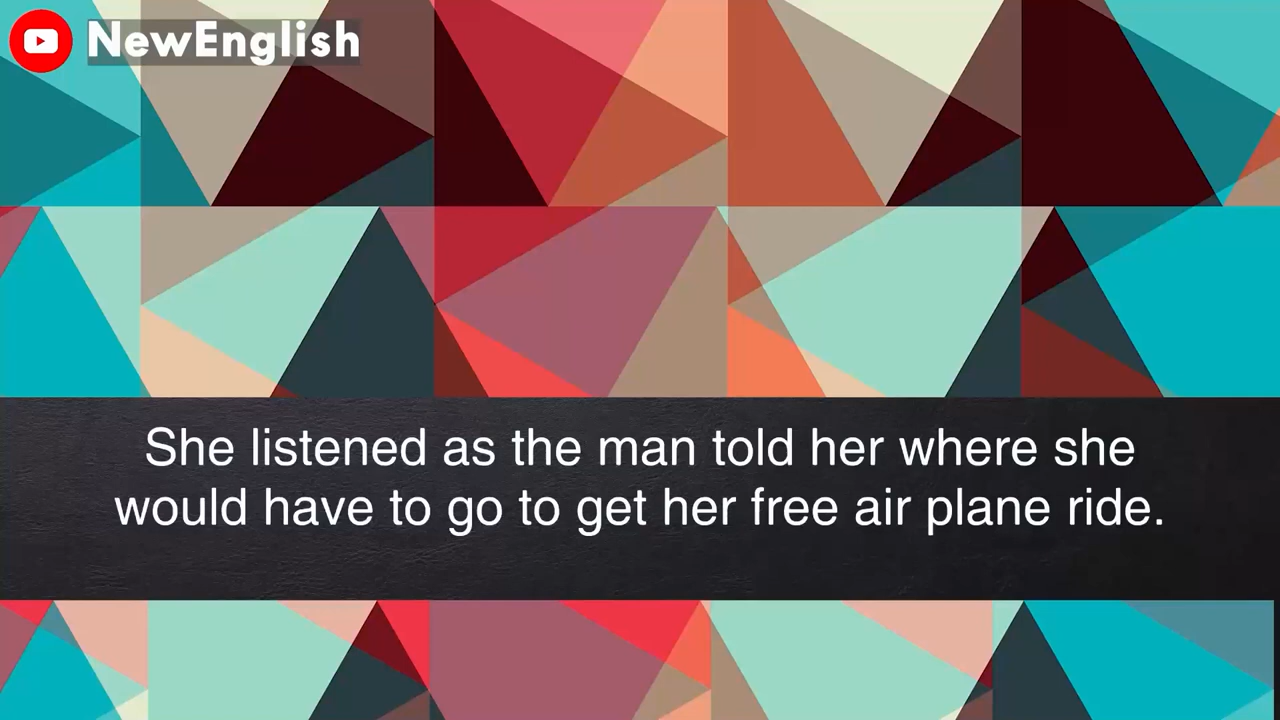 NewEnglish
She listened as the man told her where she
would have to go to get her free air plane ride.